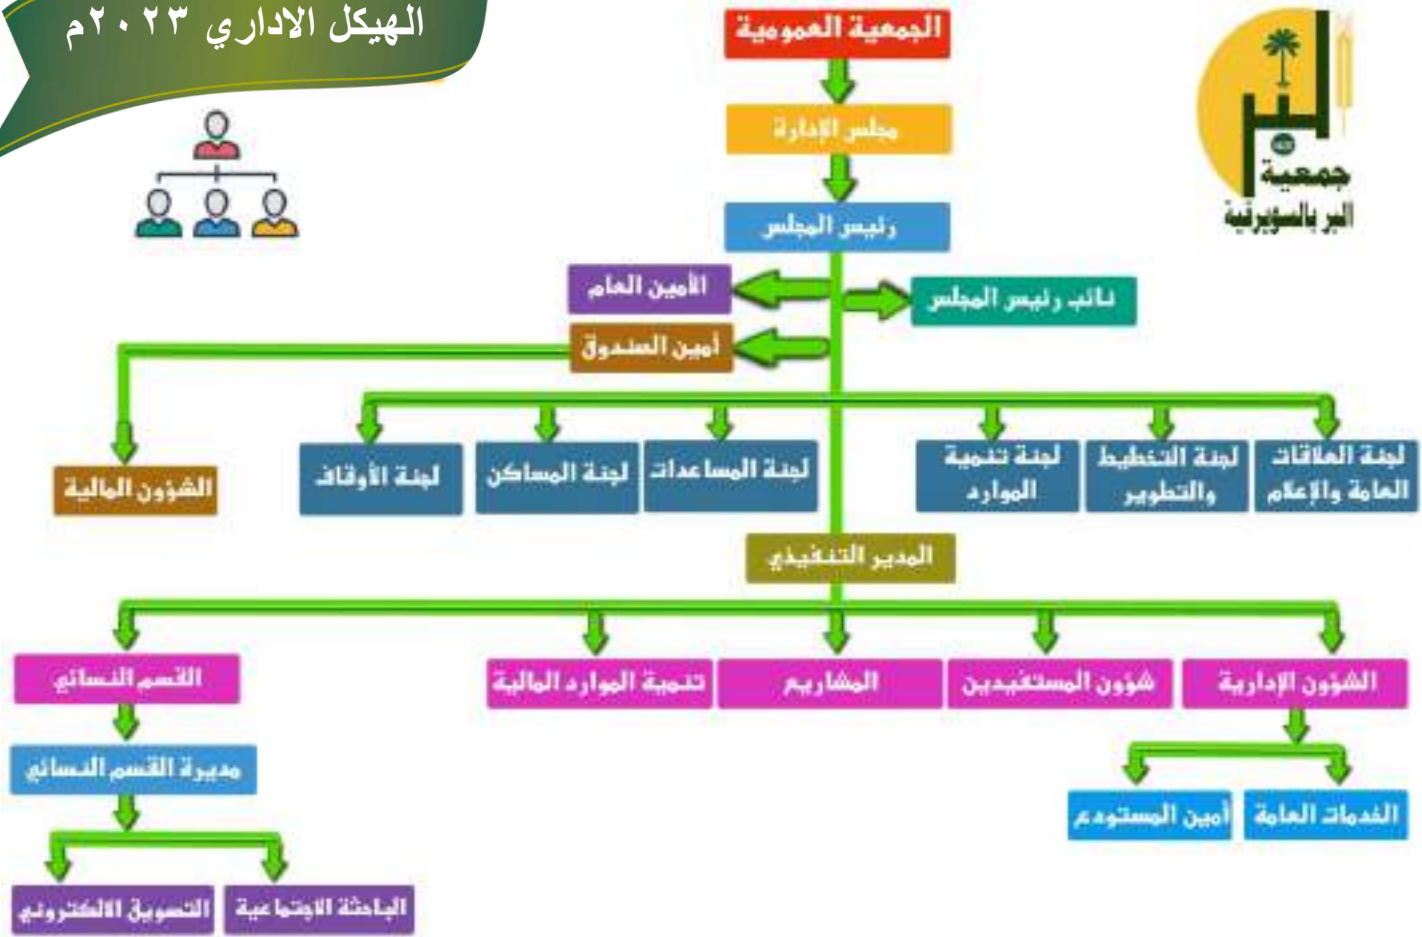 الهيكل الاداري ٢٠٢٣م
جمعية
البر بالسويرقية
الجمعية العمومية
مجلس الإدارة
رئيس المجلس
نائب رئيس المجلس
الأمين العام
أمين الصندوق
لجنة العلاقات
العامة والإعلام
لجنة التخطيط
والتطوير
لجنة تنمية
الموارد
لجنة المساعدات
لجنة المساكن
لجنة الأوقاف
الشؤون المالية
المدير التنفيذي
الشؤون الإدارية
شؤون المستفيدين
المشاريع
تنمية الموارد المالية
القسم النسائي
مديرة القسم النسائي
الخدمات العامة
أمين المستودع
الباحثة الاجتماعية
التسويق الالكتروني